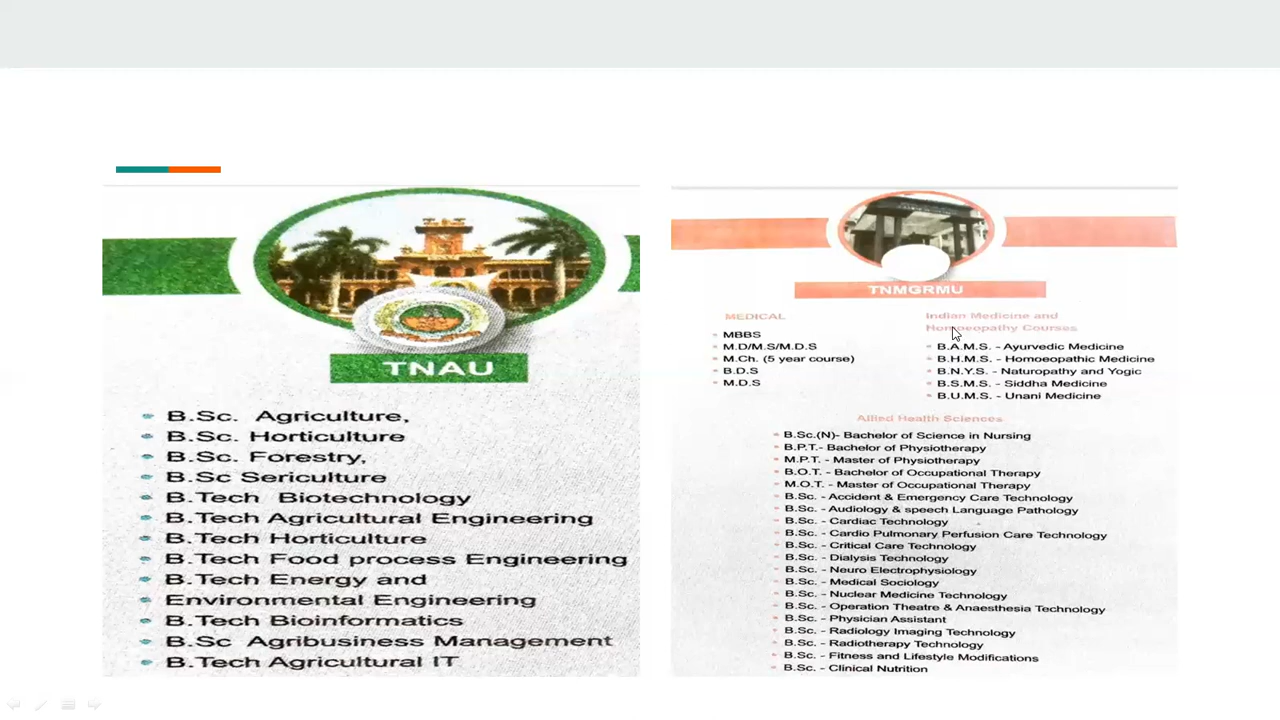 TNAU
B.Sc. Agriculture,
B.Sc. Horticulture
B.Sc. Forestry,
B.Sc Sericulture
B.Tech Biotechnology
B.Tech Agricultural Engineering
B.Tech Horticulture
B.Tech Food process Engineering
B.Tech Energy and
Environmental Engineering
B.Tech Bioinformatics
B.Sc Agribusiness Management
B.Tech Agricultural IT
TNMGRMU
MEDICAL
MBBS
M.D/M.S/M.D.S
M.Ch. (5 year course)
B.D.S
M.D.S
Indian Medicine and
Homoeopathy Courses
B.A.M.S. - Ayurvedic Medicine
B.H.M.S. - Homoeopathic Medicine
B.N.Y.S. - Naturopathy and Yogic
B.S.M.S. - Siddha Medicine
B.U.M.S. - Unani Medicine
Allied Health Sciences
B.Sc.(N)- Bachelor of Science in Nursing
B.P.T.- Bachelor of Physiotherapy
M.P.T. - Master of Physiotherapy
B.O.T. - Bachelor of Occupational Therapy
M.O.T. - Master of Occupational Therapy
B.Sc. - Accident & Emergency Care Technology
B.Sc. - Audiology & speech Language Pathology
B.Sc. - Cardiac Technology
B.Sc. - Cardio Pulmonary Perfusion Care Technology
B.Sc. - Critical Care Technology
B.Sc. - Dialysis Technology
B.Sc. - Neuro Electrophysiology
B.Sc. - Medical Sociology
B.Sc. - Nuclear Medicine Technology
B.Sc. - Operation Theatre & Anaesthesia Technology
B.Sc. - Physician Assistant
B.Sc. - Radiology Imaging Technology
B.Sc. - Radiotherapy Technology
B.Sc. - Fitness and Lifestyle Modifications
B.Sc. - Clinical Nutrition